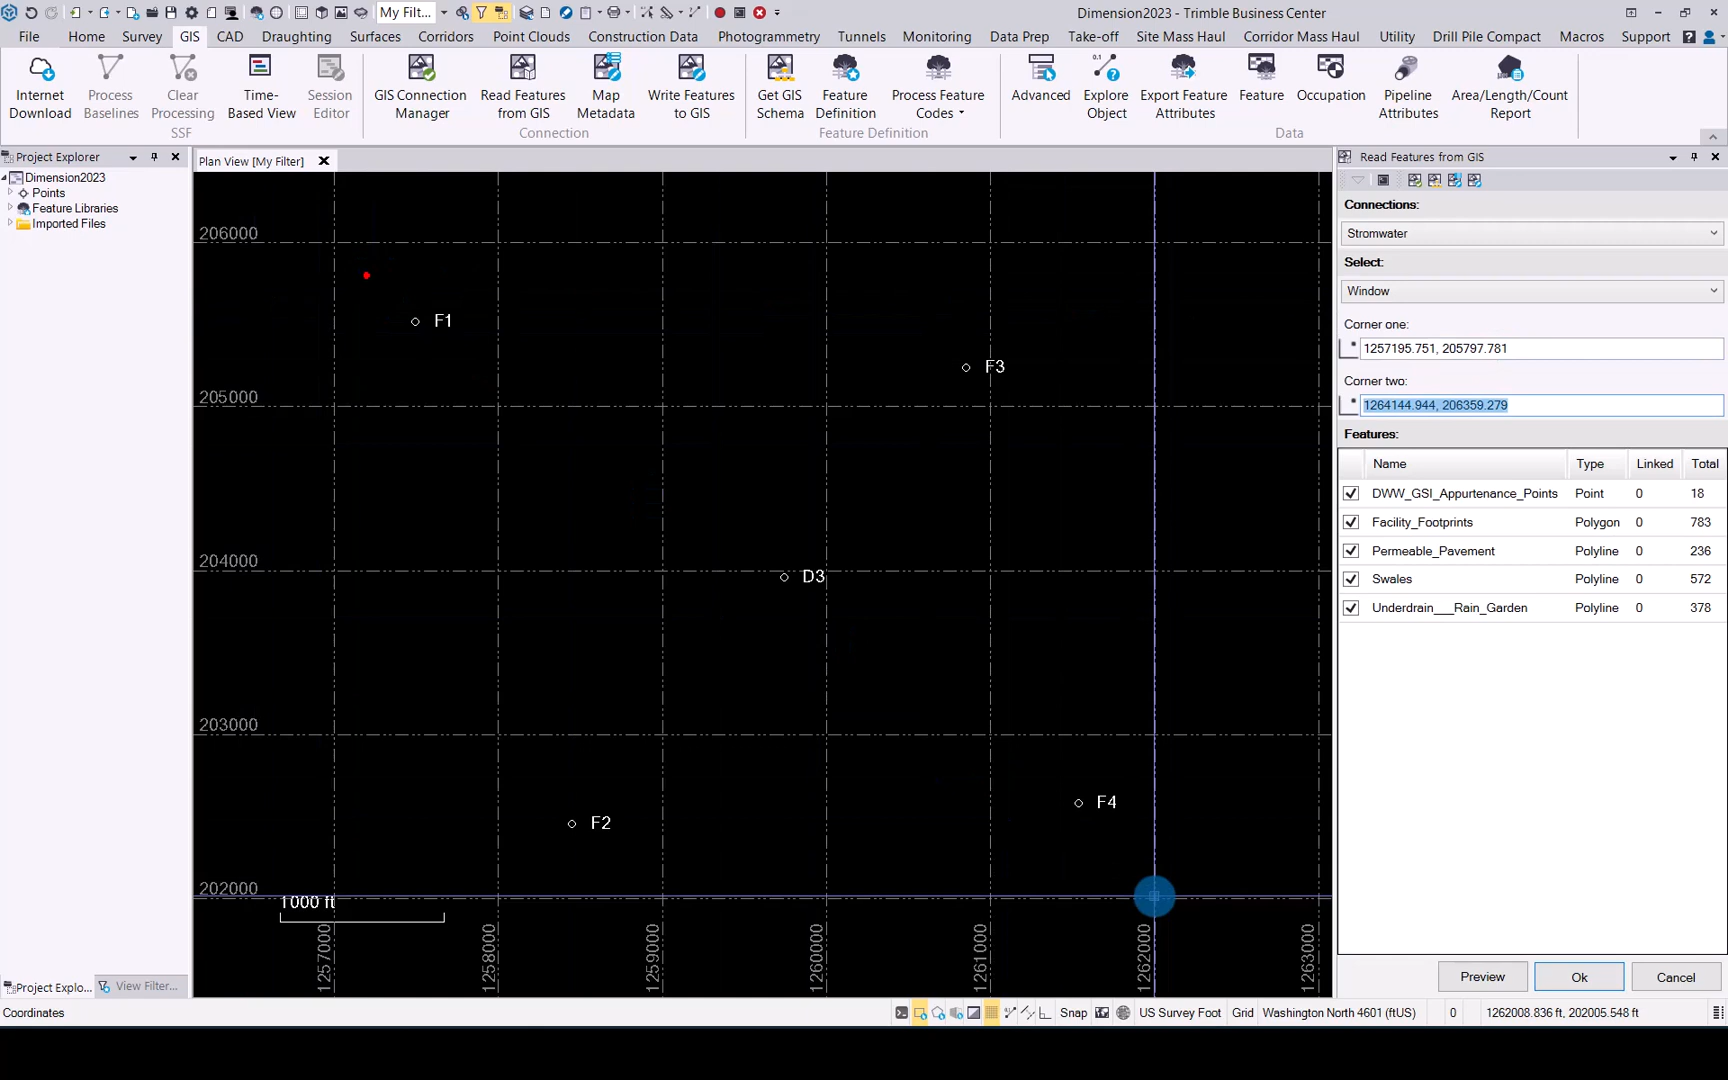 My Filt...
Dimension2023 - Trimble Business Center
File Home Survey GIS CAD Draughting Surfaces Corridors Point Clouds Construction Data Photogrammetry Tunnels Monitoring Data Prep Take-off Site Mass Haul Corridor Mass Haul Utility Drill Pile Compact Macros Support
Internet Download
Process Baselines
Clear Processing
Time-Based View
Session Editor
GIS Connection Manager
Read Features from GIS
Map Metadata
Write Features to GIS
Get GIS Schema
Feature Definition
Process Feature Codes
Advanced
Explore Object
Export Feature Attributes
Feature
Occupation
Pipeline Attributes
Area/Length/Count Report
SSF
Connection
Feature Definition
Data
Project Explorer
Dimension2023
Points
Feature Libraries
Imported Files
Plan View [My Filter]
206000
205000
204000
203000
202000
F1
F3
D3
F4
F2
1000 ft
1257000
1258000
1259000
1260000
1261000
1262000
1263000
Read Features from GIS
Connections:
Stromwater
Select:
Window
Corner one:
1257195.751, 205797.781
Corner two:
1264144.944, 206359.279
Features:
Name Type Linked Total
DWW_GSI_Appurtenance_Points Point 0 18
Facility_Footprints Polygon 0 783
Permeable_Pavement Polyline 0 236
Swales Polyline 0 572
Underdrain___Rain_Garden Polyline 0 378
Preview Ok Cancel
Project Explo... View Filter...
Coordinates
Snap US Survey Foot Grid Washington North 4601 (ftUS) 0 1262008.836 ft, 202005.548 ft